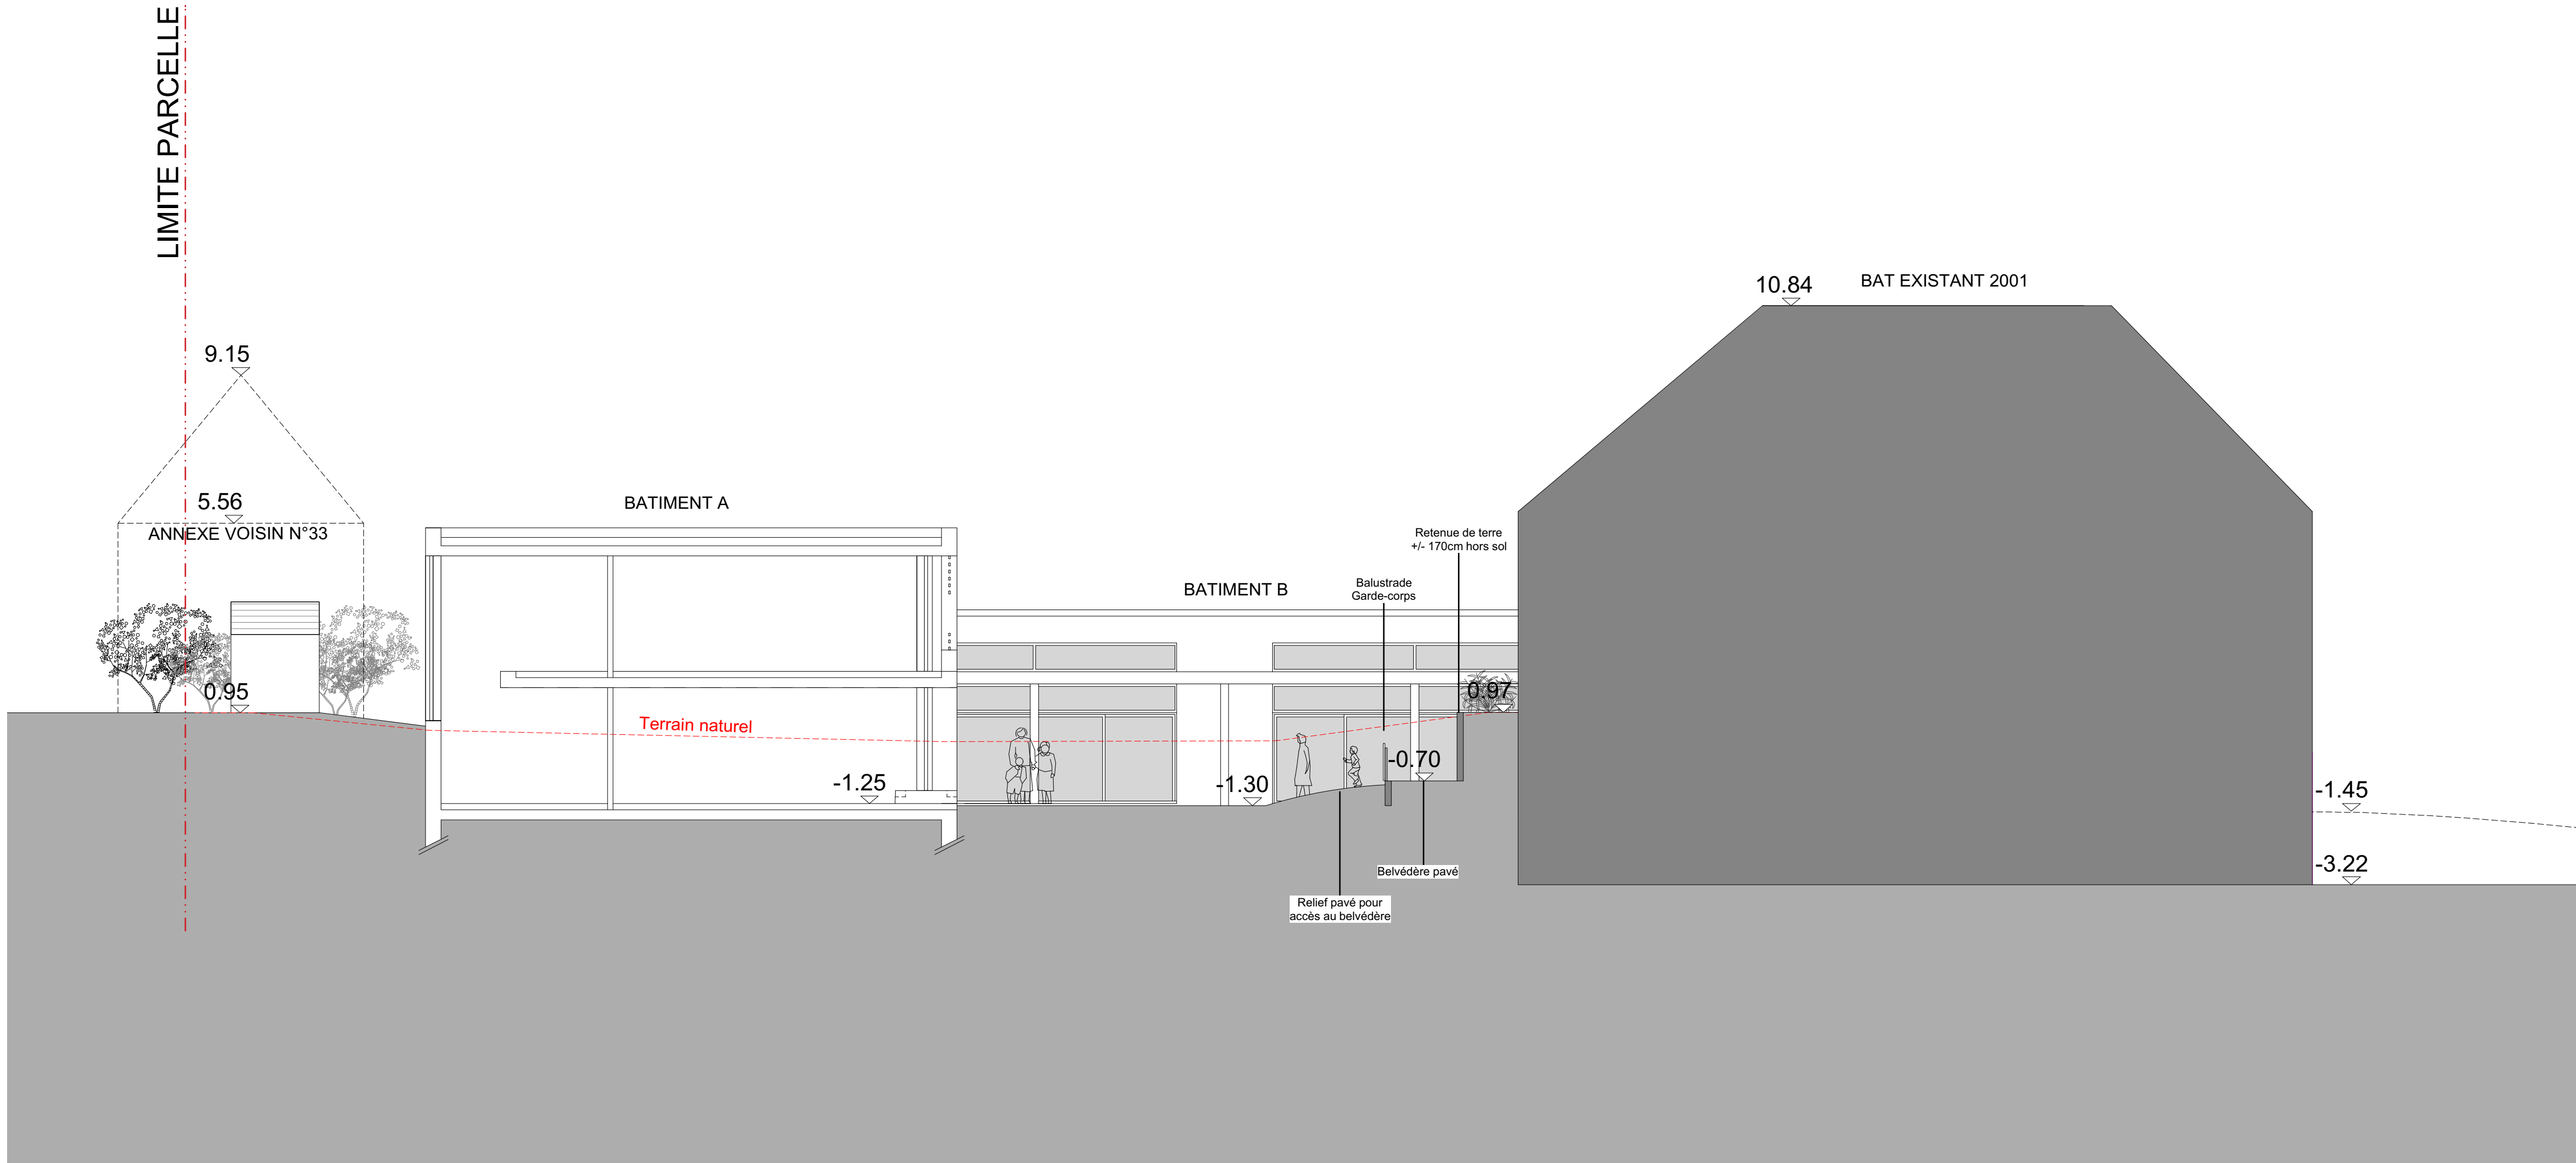 LIMITE PARCELLE
9.15
5.56
ANNEXE VOISIN N°33
0.95
BATIMENT A
Terrain naturel
-1.25
BATIMENT B
-1.30
Balustrade
Garde-corps
Retenue de terre
+/- 170cm hors sol
0.97
-0.70
Belvédère pavé
Relief pavé pour
accès au belvédère
10.84
BAT EXISTANT 2001
-1.45
-3.22